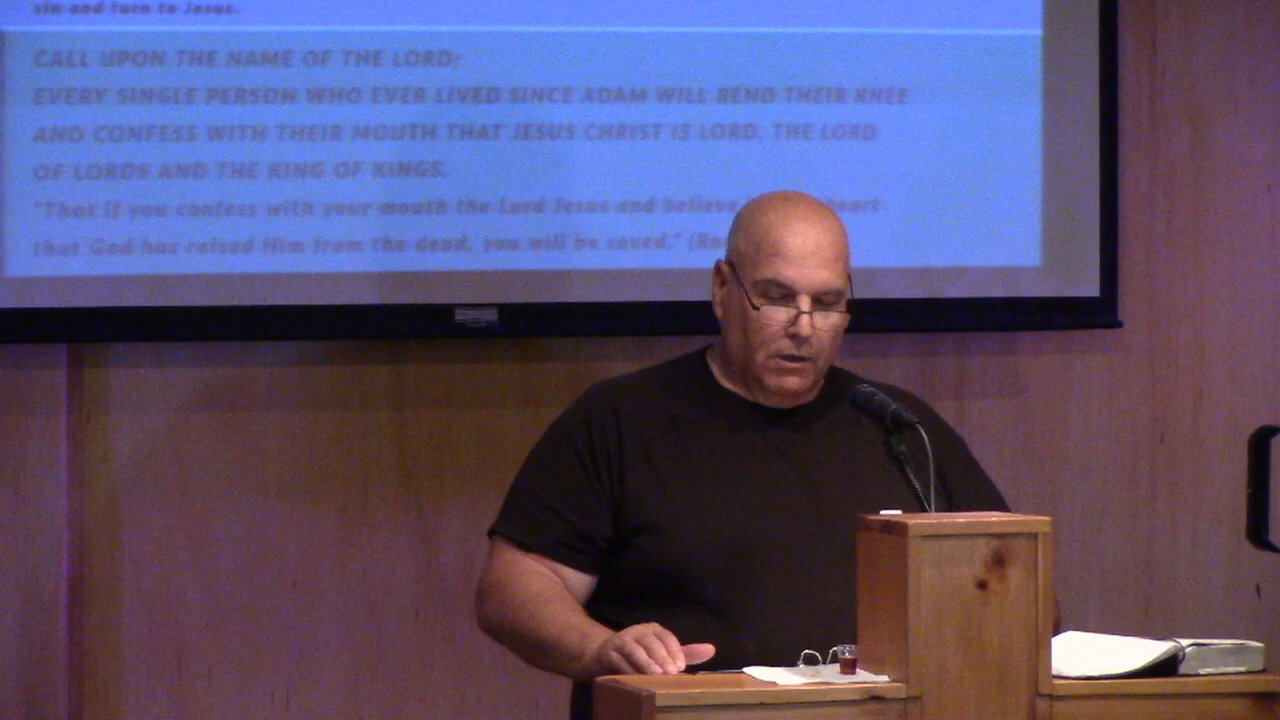 sin and turn to Jesus.
CALL UPON THE NAME OF THE LORD:
EVERY SINGLE PERSON WHO EVER LIVED SINCE ADAM WILL BEND THEIR KNEE
AND CONFESS WITH THEIR MOUTH THAT JESUS CHRIST IS LORD, THE LORD
OF LORDS AND THE KING OF KINGS.
"That if you confess with your mouth the Lord Jesus and believe heart
that God has raised Him from the dead, you will be saved." (Ro